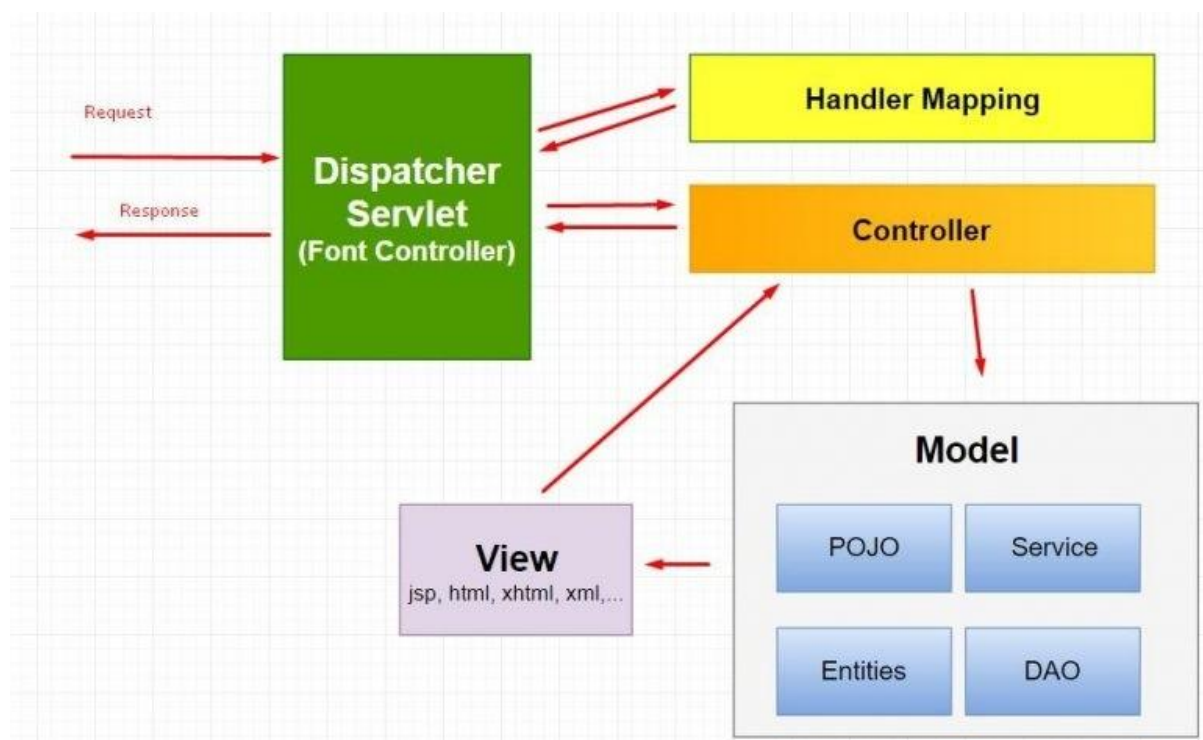 Request
Response
Dispatcher
Servlet
(Font Controller)
Handler Mapping
Controller
Model
POJO
Service
Entities
DAO
View
jsp, html, xhtml, xml,...